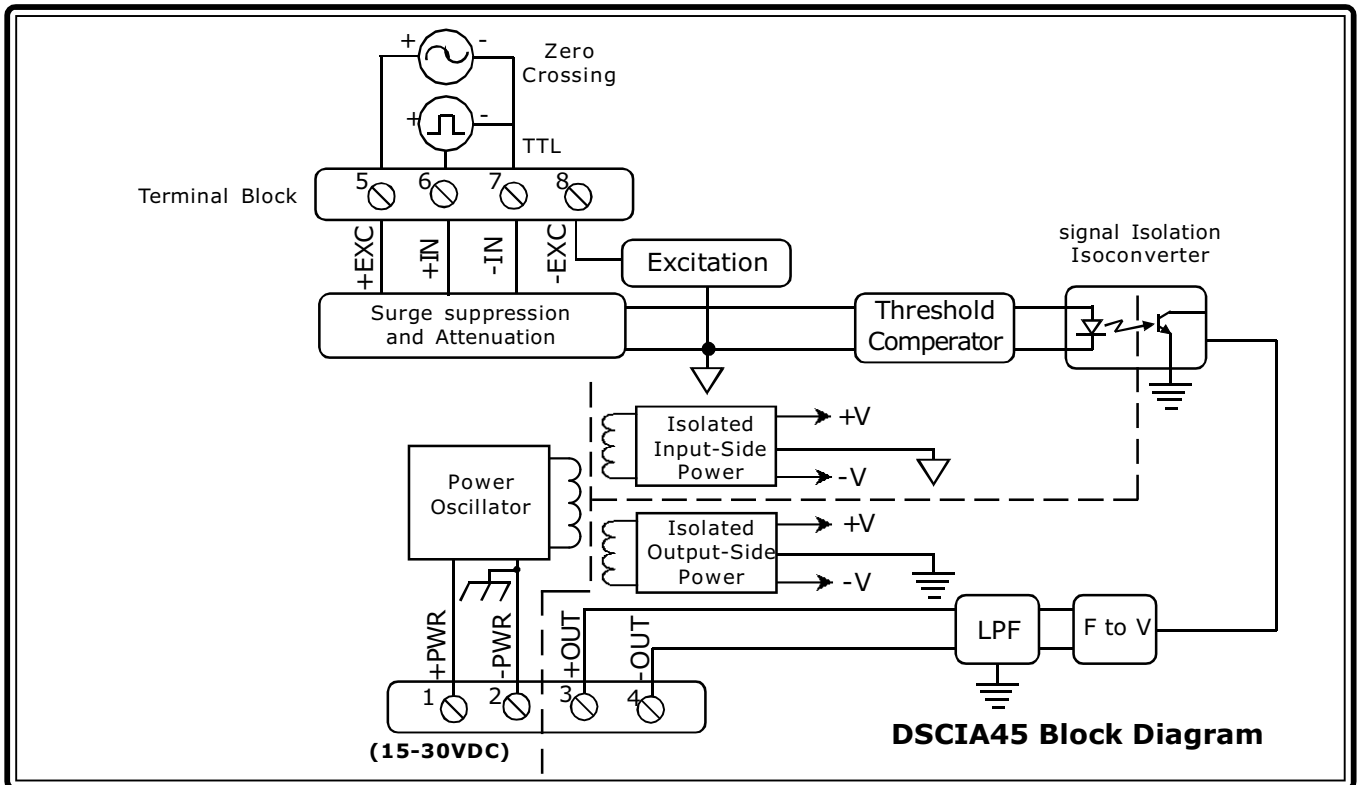 +
-
Zero
Crossing
+
-
TTL
Terminal Block
5
6
7
8
+EXC
+IN
-IN
-EXC
Excitation
signal Isolation
Isoconverter
Surge suppression
and Attenuation
Threshold
Comperator
Isolated
Input-Side
Power
+V
-V
Power
Oscillator
Isolated
Output-Side
Power
+V
-V
+PWR
-PWR
+OUT
-OUT
LPF
F to V
1
2
3
4
(15-30VDC)
DSCIA45 Block Diagram